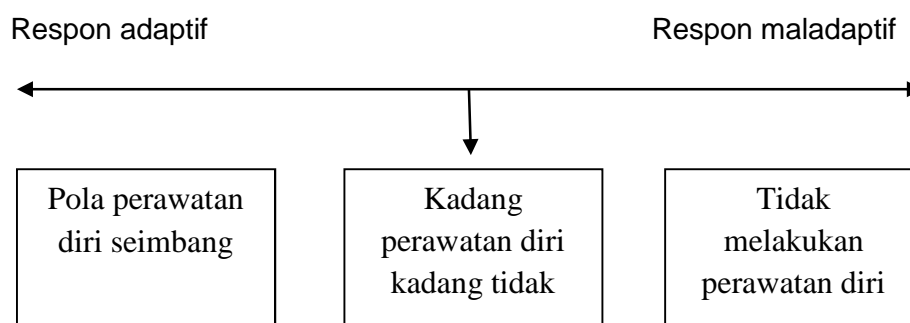 Respon adaptif
Respon maladaptif
Pola perawatan
diri seimbang
Kadang
perawatan diri
kadang tidak
Tidak
melakukan
perawatan diri